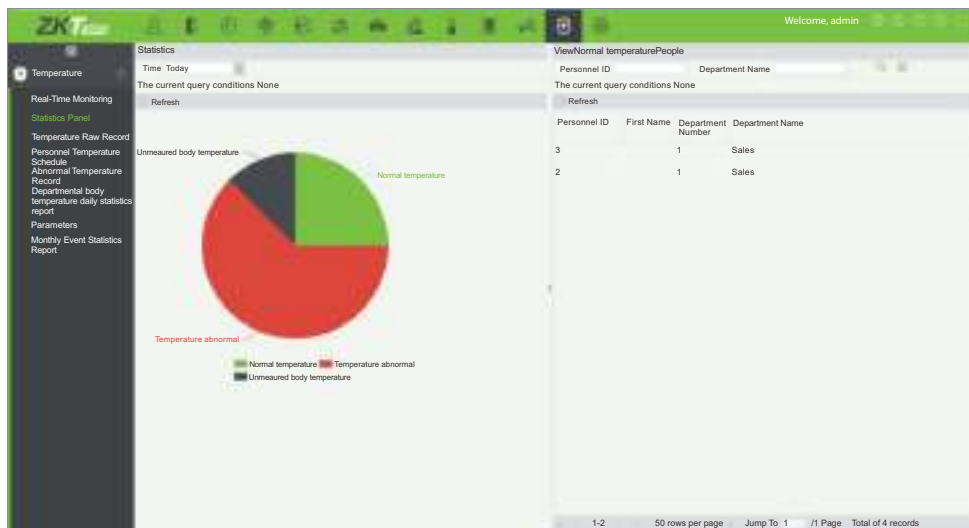 ZKTeco
Welcome, admin
Temperature
Real-Time Monitoring
Statistics Panel
Temperature Raw Record
Personnel Temperature
Schedule
Abnormal Temperature
Record
Departmental body
temperature daily statistics
report
Parameters
Monthly Event Statistics
Report
Statistics
Time Today
The current query conditions None
Refresh
Unmeaured body temperature
Normal temperature
Temperature abnormal
Normal temperature Temperature abnormal
Unmeaured body temperature
ViewNormal temperaturePeople
Personnel ID Department Name
The current query conditions None
Refresh
Personnel ID First Name Department Number Department Name
3 1 Sales
2 1 Sales
1-2 50 rows per page Jump To 1 /1 Page Total of 4 records